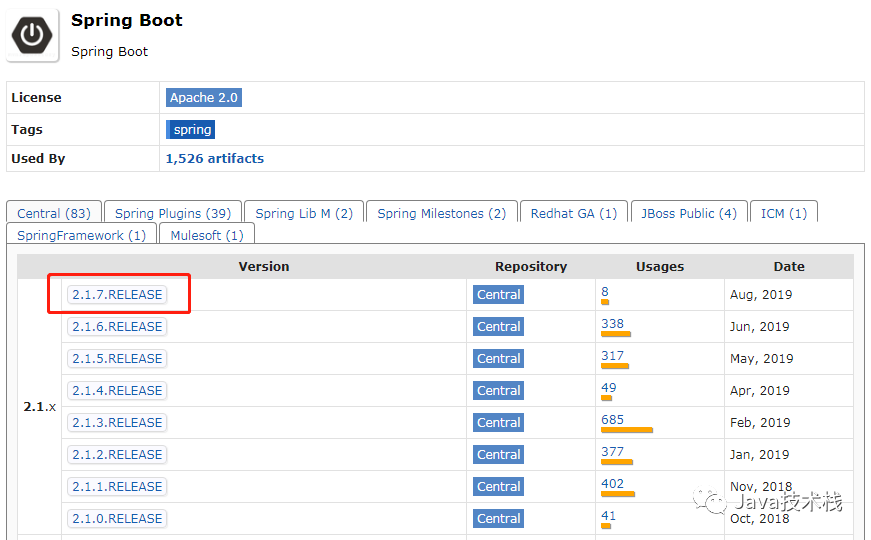 Spring Boot
Spring Boot
License Apache 2.0
Tags spring
Used By 1,526 artifacts
Central (83) Spring Plugins (39) Spring Lib M (2) Spring Milestones (2) Redhat GA (1) JBoss Public (4) ICM (1)
SpringFramework (1) Mulesoft (1)
Version Repository Usages Date
2.1.7.RELEASE Central 8 Aug, 2019
2.1.6.RELEASE Central 338 Jun, 2019
2.1.5.RELEASE Central 317 May, 2019
2.1.4.RELEASE Central 49 Apr, 2019
2.1.x
2.1.3.RELEASE Central 685 Feb, 2019
2.1.2.RELEASE Central 377 Jan, 2019
2.1.1.RELEASE Central 402 Nov, 2018
Java技术栈
2.1.0.RELEASE Central 41 Oct, 2018